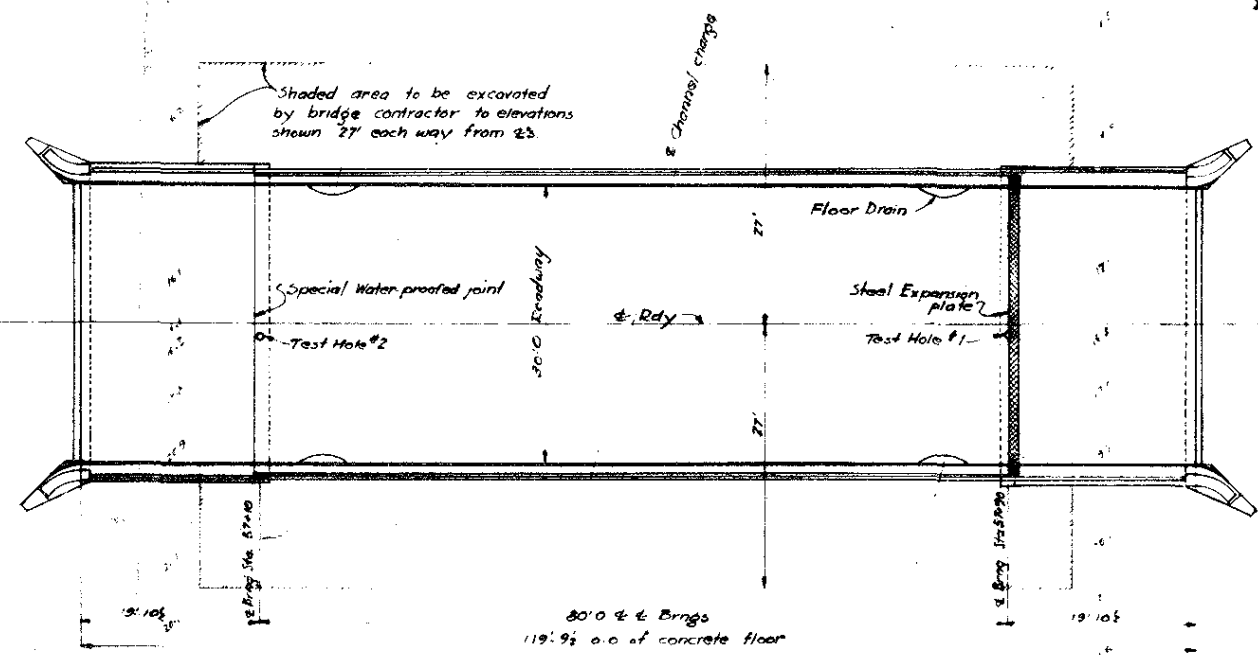 ℄ Channel change
Shaded area to be excavated
by bridge contractor to elevations
shown 27' each way from ℄s.
Floor Drain
27'
30'0 Roadway
Special Water-proofed joint
Steel Expansion
plate
℄ Rdy
Test Hole #2
Test Hole #1
27'
℄ Brng Sta. 57+10
℄ Brng Sta 57+90
19'-10½
80'0 ℄ ℄ Brngs
19'-10½
119'-9½ o.o of concrete floor